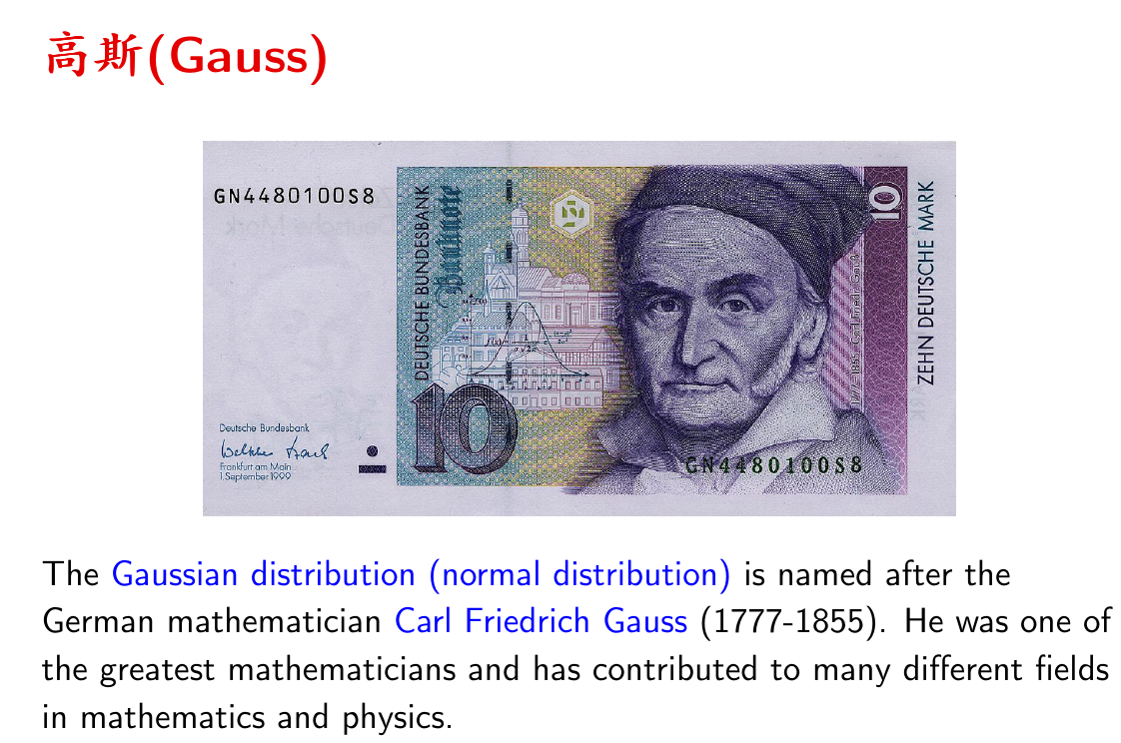 高斯(Gauss)
GN4480100S8
DEUTSCHE BUNDESBANK
Banknote
10
ZEHN DEUTSCHE MARK
10
Deutsche Bundesbank
Frankfurt am Main
1. September 1999
GN4480100S8
The Gaussian distribution (normal distribution) is named after the
German mathematician Carl Friedrich Gauss (1777-1855). He was one of
the greatest mathematicians and has contributed to many different fields
in mathematics and physics.